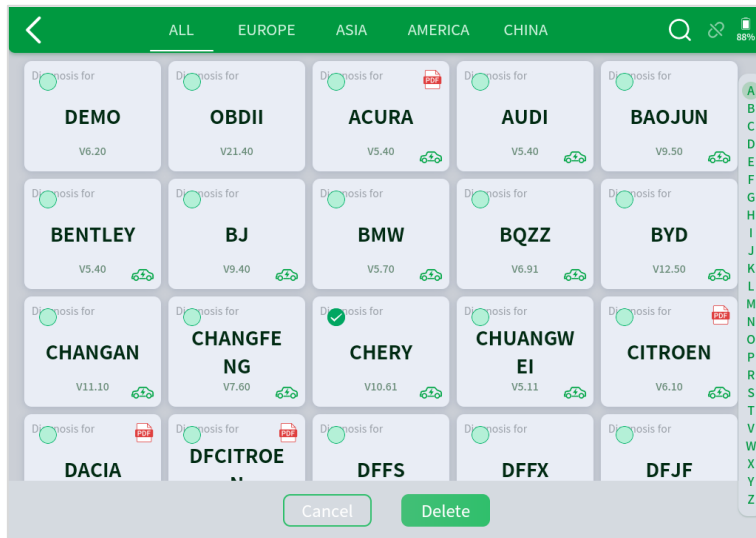 ALL EUROPE ASIA AMERICA CHINA
88%
Diagnosis for Diagnosis for Diagnosis for PDF Diagnosis for Diagnosis for
DEMO OBDII ACURA AUDI BAOJUN
V6.20 V21.40 V5.40 V5.40 V9.50
Diagnosis for Diagnosis for Diagnosis for Diagnosis for Diagnosis for
BENTLEY BJ BMW BQZZ BYD
V5.40 V9.40 V5.70 V6.91 V12.50
Diagnosis for Diagnosis for Diagnosis for Diagnosis for Diagnosis for PDF
CHANGAN CHANGFE
NG CHERY CHUANGW
EI CITROEN
V11.10 V7.60 V10.61 V5.11 V6.10
Diagnosis for PDF Diagnosis for PDF Diagnosis for Diagnosis for Diagnosis for
DACIA DFCITROE
N DFFS DFFX DFJF
Cancel Delete
A
B
C
D
E
F
G
H
I
J
K
L
M
N
O
P
R
S
T
V
W
X
Y
Z